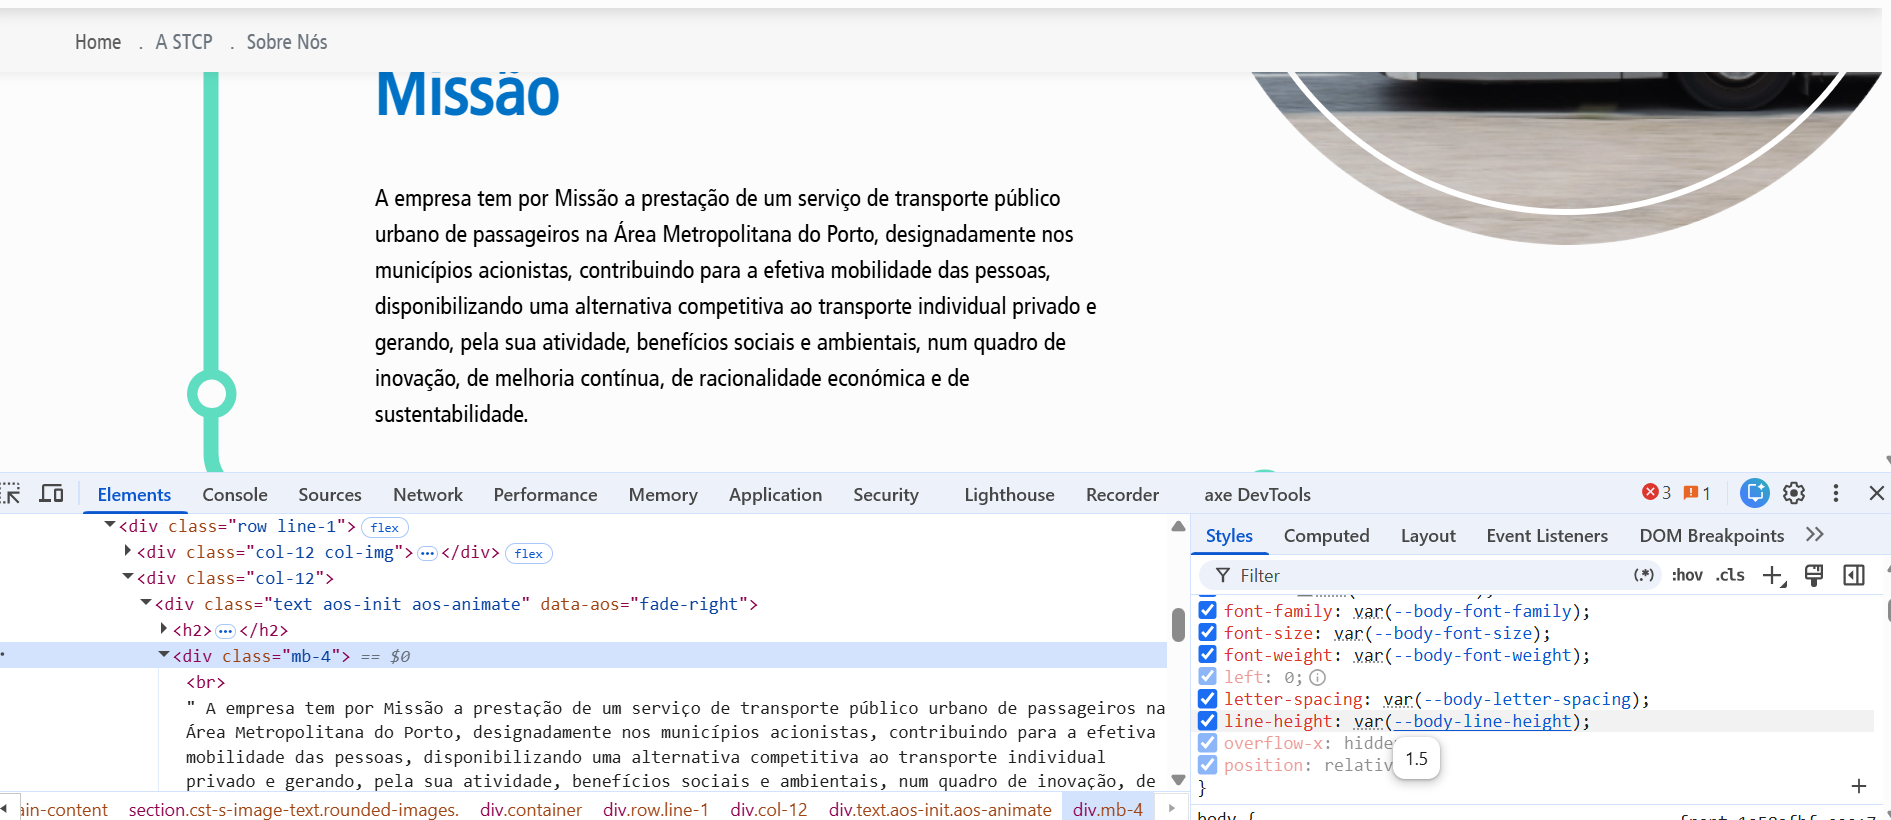 Home . A STCP . Sobre Nós
Missão
A empresa tem por Missão a prestação de um serviço de transporte público
urbano de passageiros na Área Metropolitana do Porto, designadamente nos
municípios acionistas, contribuindo para a efetiva mobilidade das pessoas,
disponibilizando uma alternativa competitiva ao transporte individual privado e
gerando, pela sua atividade, benefícios sociais e ambientais, num quadro de
inovação, de melhoria contínua, de racionalidade económica e de
sustentabilidade.
Elements Console Sources Network Performance Memory Application Security Lighthouse Recorder axe DevTools 3 1
<div class="row line-1"> flex
<div class="col-12 col-img"> … </div> flex
<div class="col-12">
<div class="text aos-init aos-animate" data-aos="fade-right">
<h2> … </h2>
<div class="mb-4"> == $0
<br>
" A empresa tem por Missão a prestação de um serviço de transporte público urbano de passageiros na
Área Metropolitana do Porto, designadamente nos municípios acionistas, contribuindo para a efetiva
mobilidade das pessoas, disponibilizando uma alternativa competitiva ao transporte individual
privado e gerando, pela sua atividade, benefícios sociais e ambientais, num quadro de inovação, de
ain-content section.cst-s-image-text.rounded-images. div.container div.row.line-1 div.col-12 div.text.aos-init.aos-animate div.mb-4
Styles Computed Layout Event Listeners DOM Breakpoints
Filter (.*) :hov .cls
font-family: var(--body-font-family);
font-size: var(--body-font-size);
font-weight: var(--body-font-weight);
left: 0;
letter-spacing: var(--body-letter-spacing);
line-height: var(--body-line-height);
overflow-x: hidde
1.5
position: relativ
}
body {